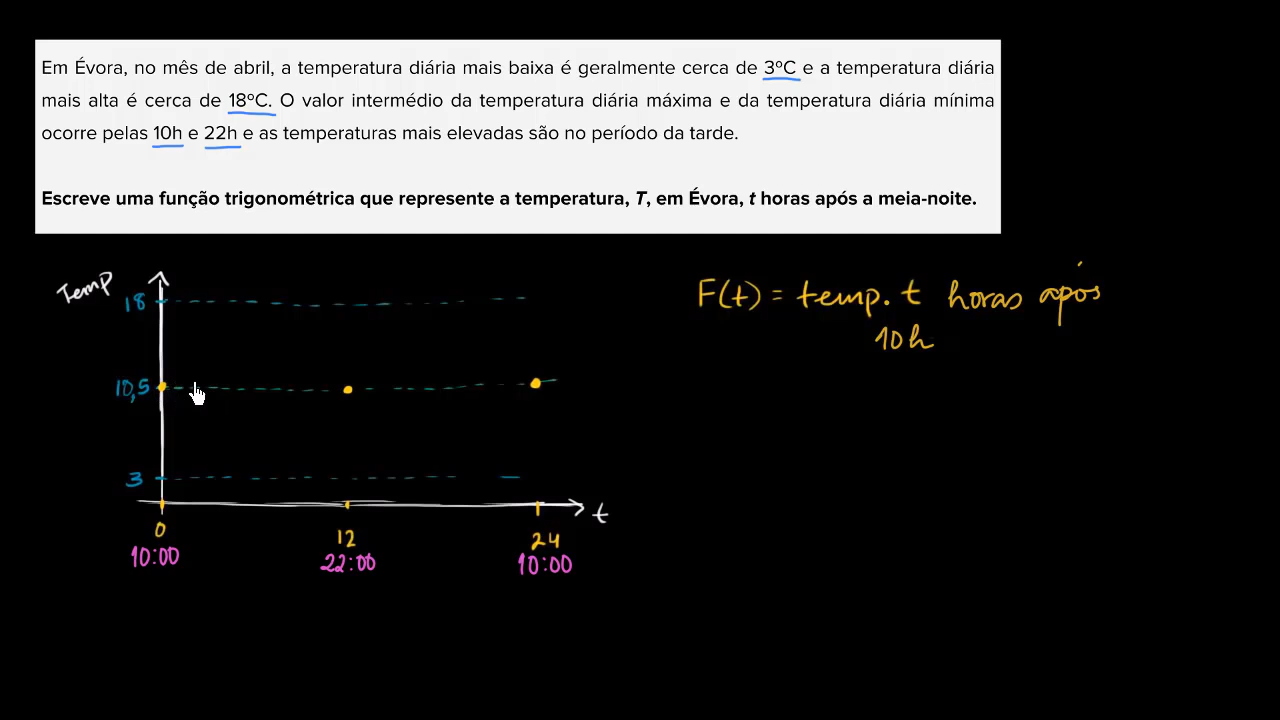 Em Évora, no mês de abril, a temperatura diária mais baixa é geralmente cerca de 3ºC e a temperatura diária
mais alta é cerca de 18ºC. O valor intermédio da temperatura diária máxima e da temperatura diária mínima
ocorre pelas 10h e 22h e as temperaturas mais elevadas são no período da tarde.
Escreve uma função trigonométrica que represente a temperatura, T, em Évora, t horas após a meia-noite.
Temp
18
10,5
3
0
12
24
t
10:00
22:00
10:00
F(t) = temp. t horas após
10h